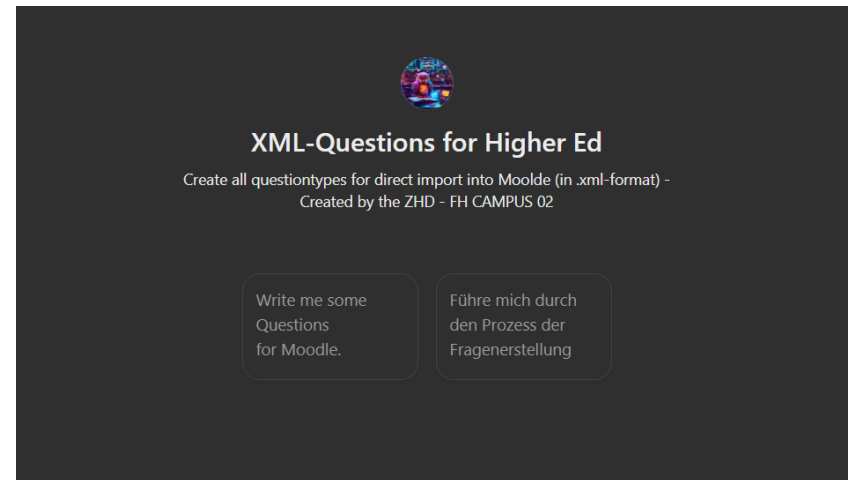 XML-Questions for Higher Ed
Create all questiontypes for direct import into Moolde (in .xml-format) -
Created by the ZHD - FH CAMPUS 02
Write me some
Questions
for Moodle.
Führe mich durch
den Prozess der
Fragenerstellung